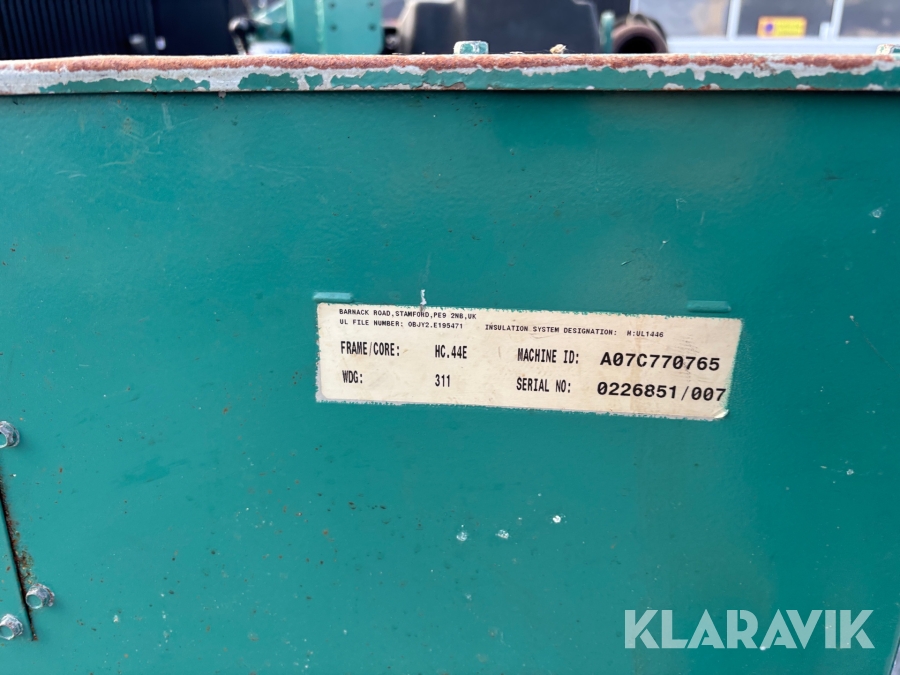 BARNACK ROAD,STAMFORD,PE9 2NB,UK
UL FILE NUMBER: OBJY2.E195471 INSULATION SYSTEM DESIGNATION: H:UL1446
FRAME/CORE: HC.44E MACHINE ID: A07C770765
WDG: 311 SERIAL NO: 0226851/007
KLARAVIK